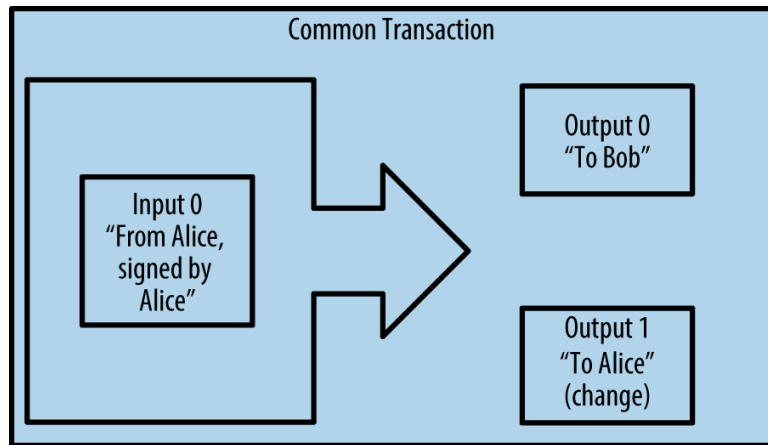 Common Transaction
Input 0
“From Alice,
signed by
Alice”
Output 0
“To Bob”
Output 1
“To Alice”
(change)